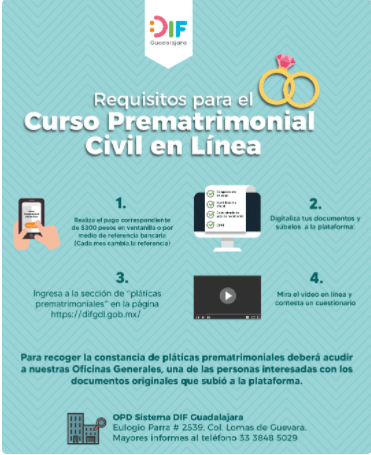 DIF
Guadalajara
Requisitos para el
Curso Prematrimonial
Civil en Línea
1.
Realiza el pago correspondiente
de $300 pesos en ventanilla o por
medio de referencia bancaria
(Cada mes cambia la referencia)
2.
Digitaliza tus documentos y
súbelos a la plataforma:
3.
Ingresa a la sección de "pláticas
prematrimoniales" en la página
https://difgdl.gob.mx/
4.
Mira el video en línea y
contesta un cuestionario
Para recoger la constancia de pláticas prematrimoniales deberá acudir
a nuestras Oficinas Generales, una de las personas interesadas con los
documentos originales que subió a la plataforma.
OPD Sistema DIF Guadalajara
Eulogio Parra # 2539, Col. Lomas de Guevara.
Mayores informes al teléfono 33 3848 5029